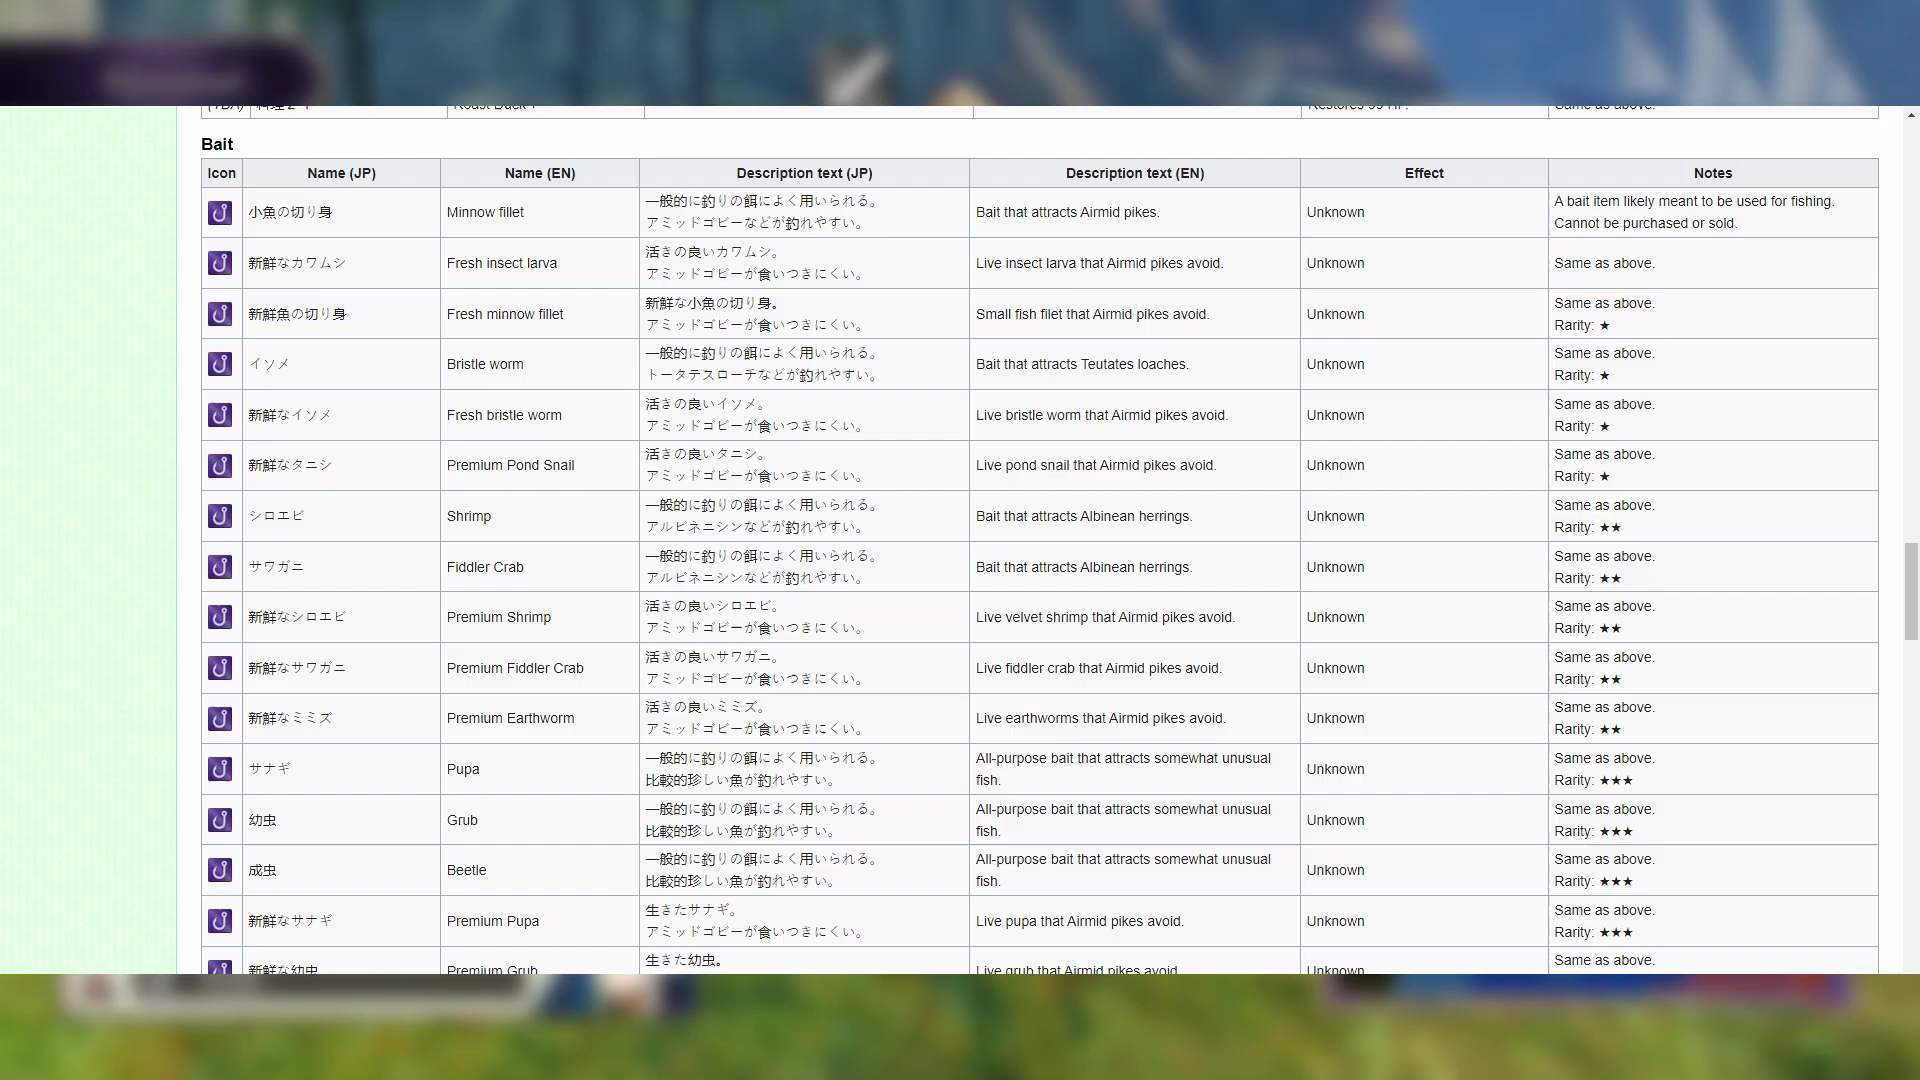 Bait
Icon Name (JP) Name (EN) Description text (JP) Description text (EN) Effect Notes
小魚の切り身 Minnow fillet 一般的に釣りの餌によく用いられる。 Bait that attracts Airmid pikes. Unknown A bait item likely meant to be used for fishing.
アミッドゴビーなどが釣れやすい。 Cannot be purchased or sold.
新鮮なカワムシ Fresh insect larva 活きの良いカワムシ。 Live insect larva that Airmid pikes avoid. Unknown Same as above.
アミッドゴビーが食いつきにくい。
新鮮魚の切り身 Fresh minnow fillet 新鮮な小魚の切り身。 Small fish filet that Airmid pikes avoid. Unknown Same as above.
アミッドゴビーが食いつきにくい。 Rarity: ★
イソメ Bristle worm 一般的に釣りの餌によく用いられる。 Bait that attracts Teutates loaches. Unknown Same as above.
トータテスローチなどが釣れやすい。 Rarity: ★
新鮮なイソメ Fresh bristle worm 活きの良いイソメ。 Live bristle worm that Airmid pikes avoid. Unknown Same as above.
アミッドゴビーが食いつきにくい。 Rarity: ★
新鮮なタニシ Premium Pond Snail 活きの良いタニシ。 Live pond snail that Airmid pikes avoid. Unknown Same as above.
アミッドゴビーが食いつきにくい。 Rarity: ★
シロエビ Shrimp 一般的に釣りの餌によく用いられる。 Bait that attracts Albinean herrings. Unknown Same as above.
アルビネニシンなどが釣れやすい。 Rarity: ★★
サワガニ Fiddler Crab 一般的に釣りの餌によく用いられる。 Bait that attracts Albinean herrings. Unknown Same as above.
アルビネニシンなどが釣れやすい。 Rarity: ★★
新鮮なシロエビ Premium Shrimp 活きの良いシロエビ。 Live velvet shrimp that Airmid pikes avoid. Unknown Same as above.
アミッドゴビーが食いつきにくい。 Rarity: ★★
新鮮なサワガニ Premium Fiddler Crab 活きの良いサワガニ。 Live fiddler crab that Airmid pikes avoid. Unknown Same as above.
アミッドゴビーが食いつきにくい。 Rarity: ★★
新鮮なミミズ Premium Earthworm 活きの良いミミズ。 Live earthworms that Airmid pikes avoid. Unknown Same as above.
アミッドゴビーが食いつきにくい。 Rarity: ★★
サナギ Pupa 一般的に釣りの餌によく用いられる。 All-purpose bait that attracts somewhat unusual Unknown Same as above.
比較的珍しい魚が釣れやすい。 fish. Rarity: ★★★
幼虫 Grub 一般的に釣りの餌によく用いられる。 All-purpose bait that attracts somewhat unusual Unknown Same as above.
比較的珍しい魚が釣れやすい。 fish. Rarity: ★★★
成虫 Beetle 一般的に釣りの餌によく用いられる。 All-purpose bait that attracts somewhat unusual Unknown Same as above.
比較的珍しい魚が釣れやすい。 fish. Rarity: ★★★
新鮮なサナギ Premium Pupa 生きたサナギ。 Live pupa that Airmid pikes avoid. Unknown Same as above.
アミッドゴビーが食いつきにくい。 Rarity: ★★★
新鮮な幼虫 Premium Grub 生きた幼虫。 Live grub that Airmid pikes avoid Unknown Same as above.